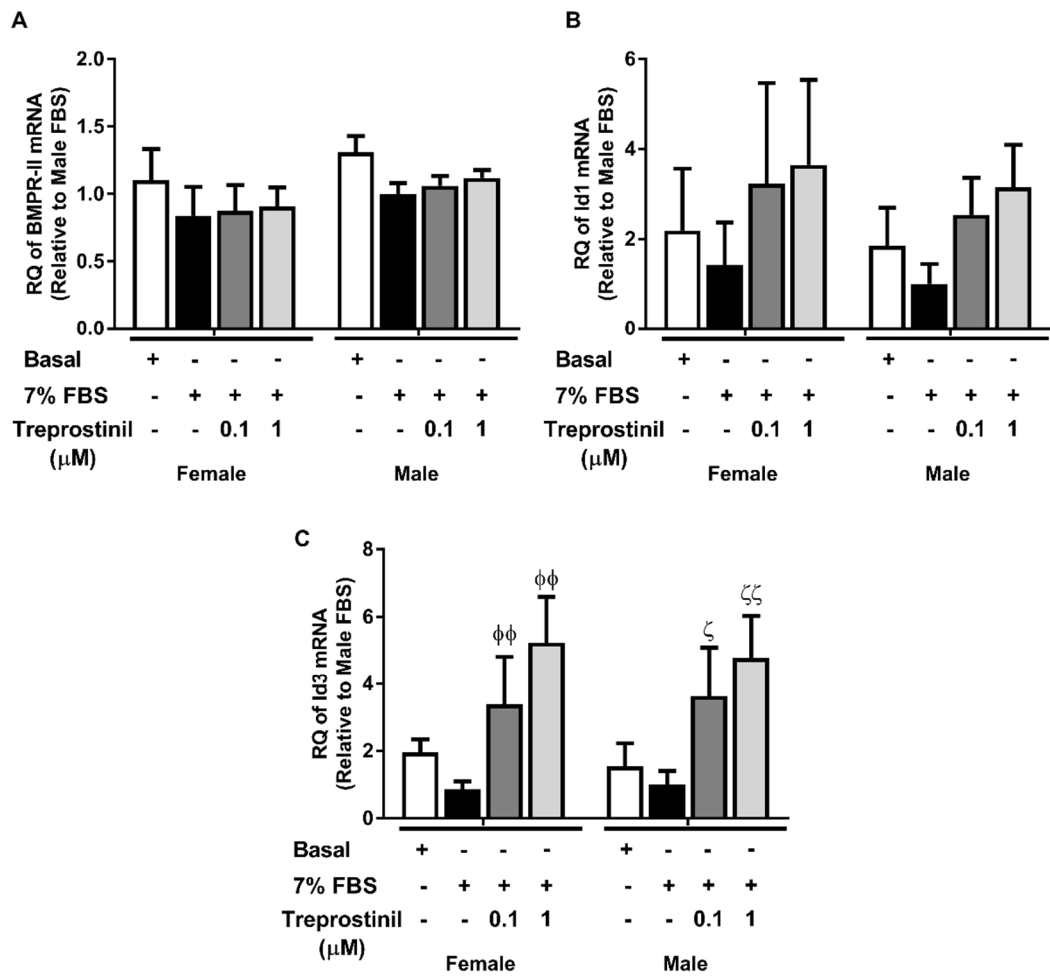 A
RQ of BMPR-II mRNA
(Relative to Male FBS)
2.0
1.5
1.0
0.5
0.0
Basal + - - - + - - -
7% FBS - + + + - + + +
Treprostinil - - 0.1 1 - - 0.1 1
(μM)
Female Male
B
RQ of Id1 mRNA
(Relative to Male FBS)
6
4
2
0
Basal + - - - + - - -
7% FBS - + + + - + + +
Treprostinil - - 0.1 1 - - 0.1 1
(μM)
Female Male
C
RQ of Id3 mRNA
(Relative to Male FBS)
8
6
4
2
0
ϕϕ ϕϕ ζ ζζ
Basal + - - - + - - -
7% FBS - + + + - + + +
Treprostinil - - 0.1 1 - - 0.1 1
(μM)
Female Male